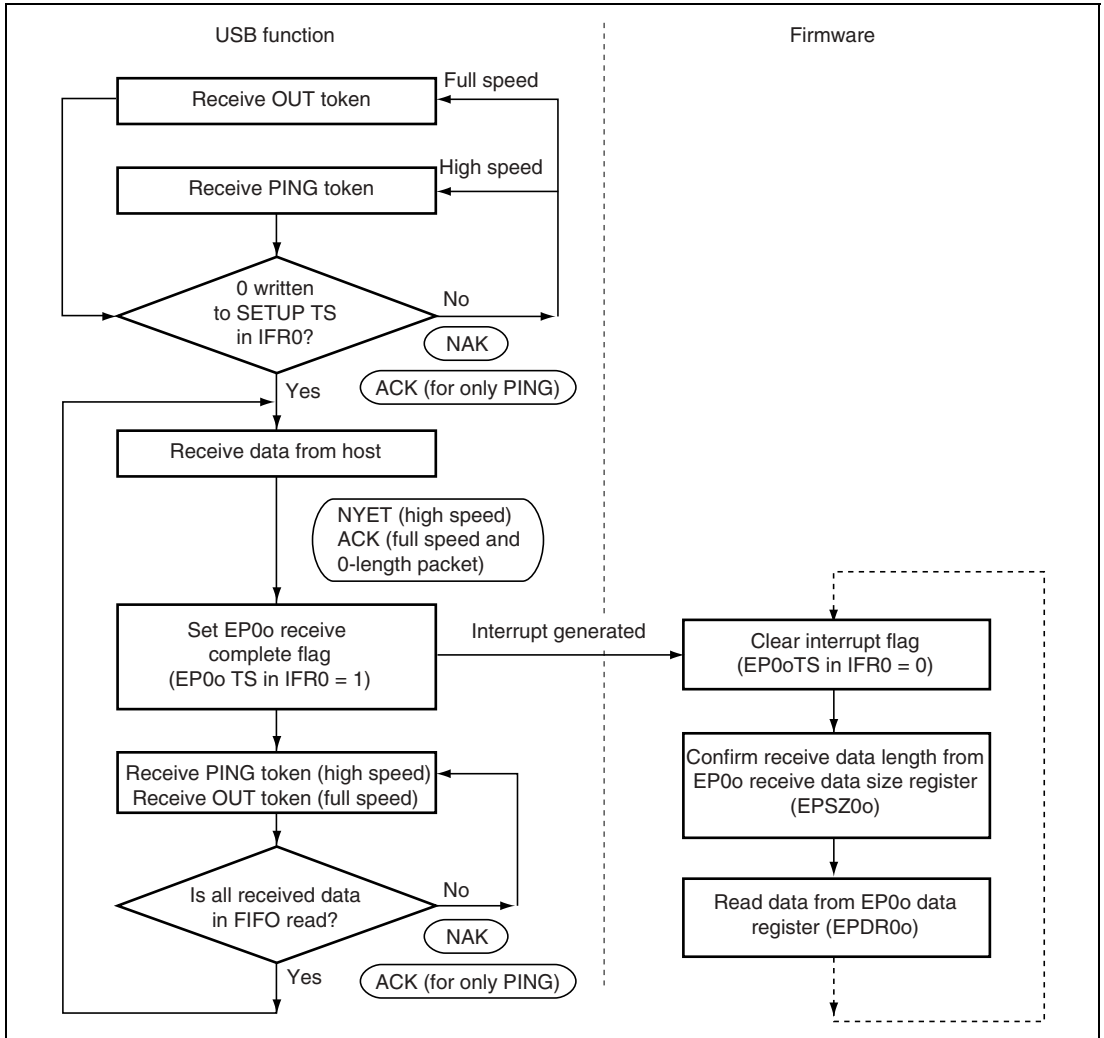 USB function
Firmware
Full speed
Receive OUT token
High speed
Receive PING token
0 written
to SETUP TS
in IFR0?
No
NAK
ACK (for only PING)
Yes
Receive data from host
NYET (high speed)
ACK (full speed and
0-length packet)
Set EP0o receive
complete flag
(EP0o TS in IFR0 = 1)
Interrupt generated
Clear interrupt flag
(EP0oTS in IFR0 = 0)
Confirm receive data length from
EP0o receive data size register
(EPSZ0o)
Read data from EP0o data
register (EPDR0o)
Receive PING token (high speed)
Receive OUT token (full speed)
Is all received data
in FIFO read?
No
NAK
ACK (for only PING)
Yes